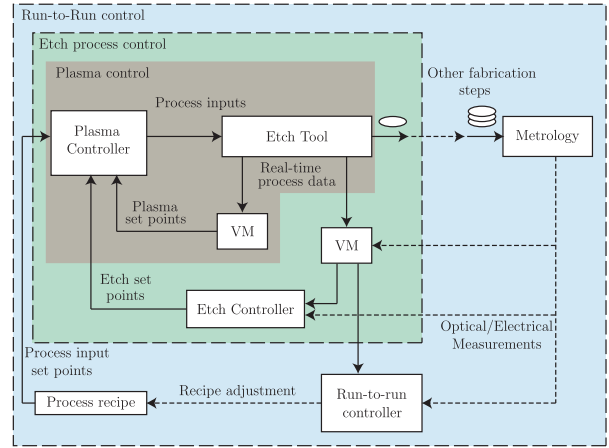 Run-to-Run control
Etch process control
Plasma control
Other fabrication
steps
Process inputs
Plasma
Controller
Etch Tool
Metrology
Real-time
process data
Plasma
set points
VM
VM
Etch set
points
Etch Controller
Optical/Electrical
Measurements
Process input
set points
Recipe adjustment
Process recipe
Run-to-run
controller